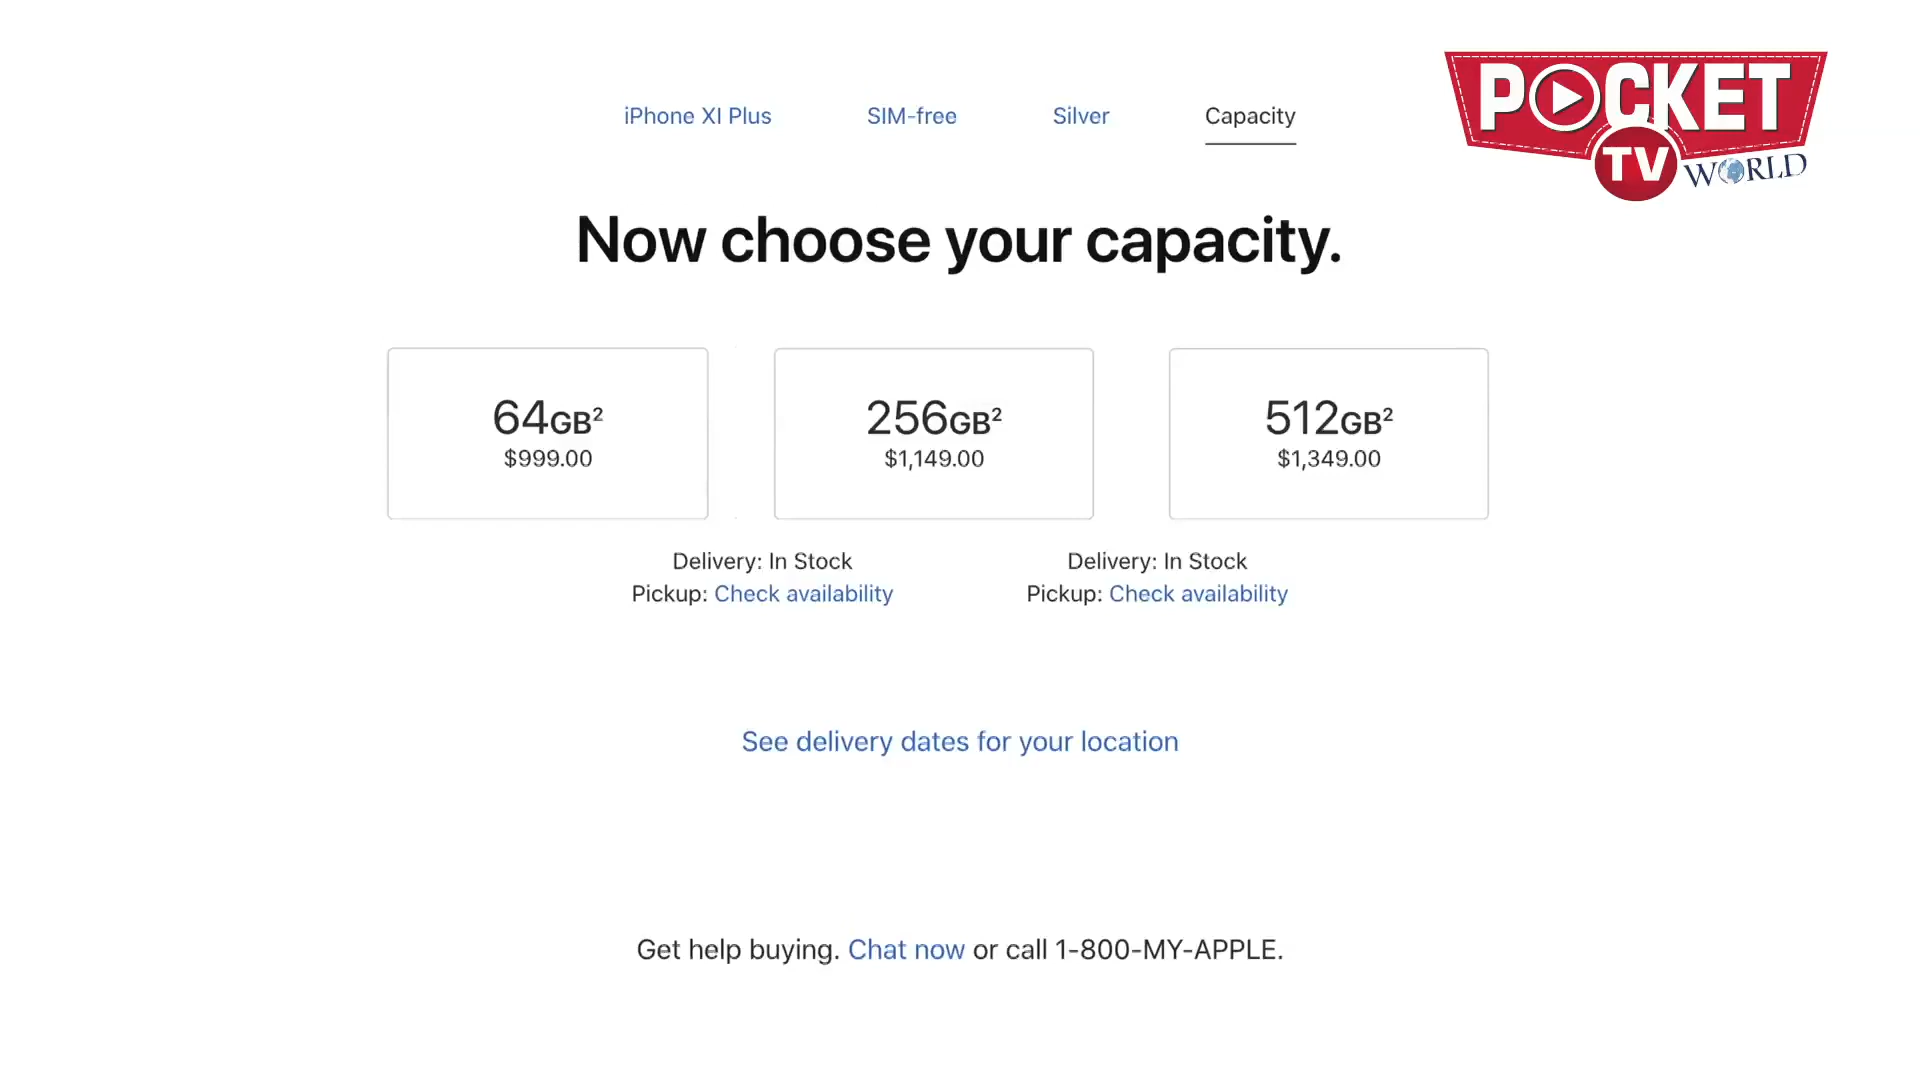 iPhone XI Plus SIM-free Silver Capacity
POCKET
TV WORLD
Now choose your capacity.
64GB² 256GB² 512GB²
$999.00 $1,149.00 $1,349.00
Delivery: In Stock Delivery: In Stock
Pickup: Check availability Pickup: Check availability
See delivery dates for your location
Get help buying. Chat now or call 1-800-MY-APPLE.